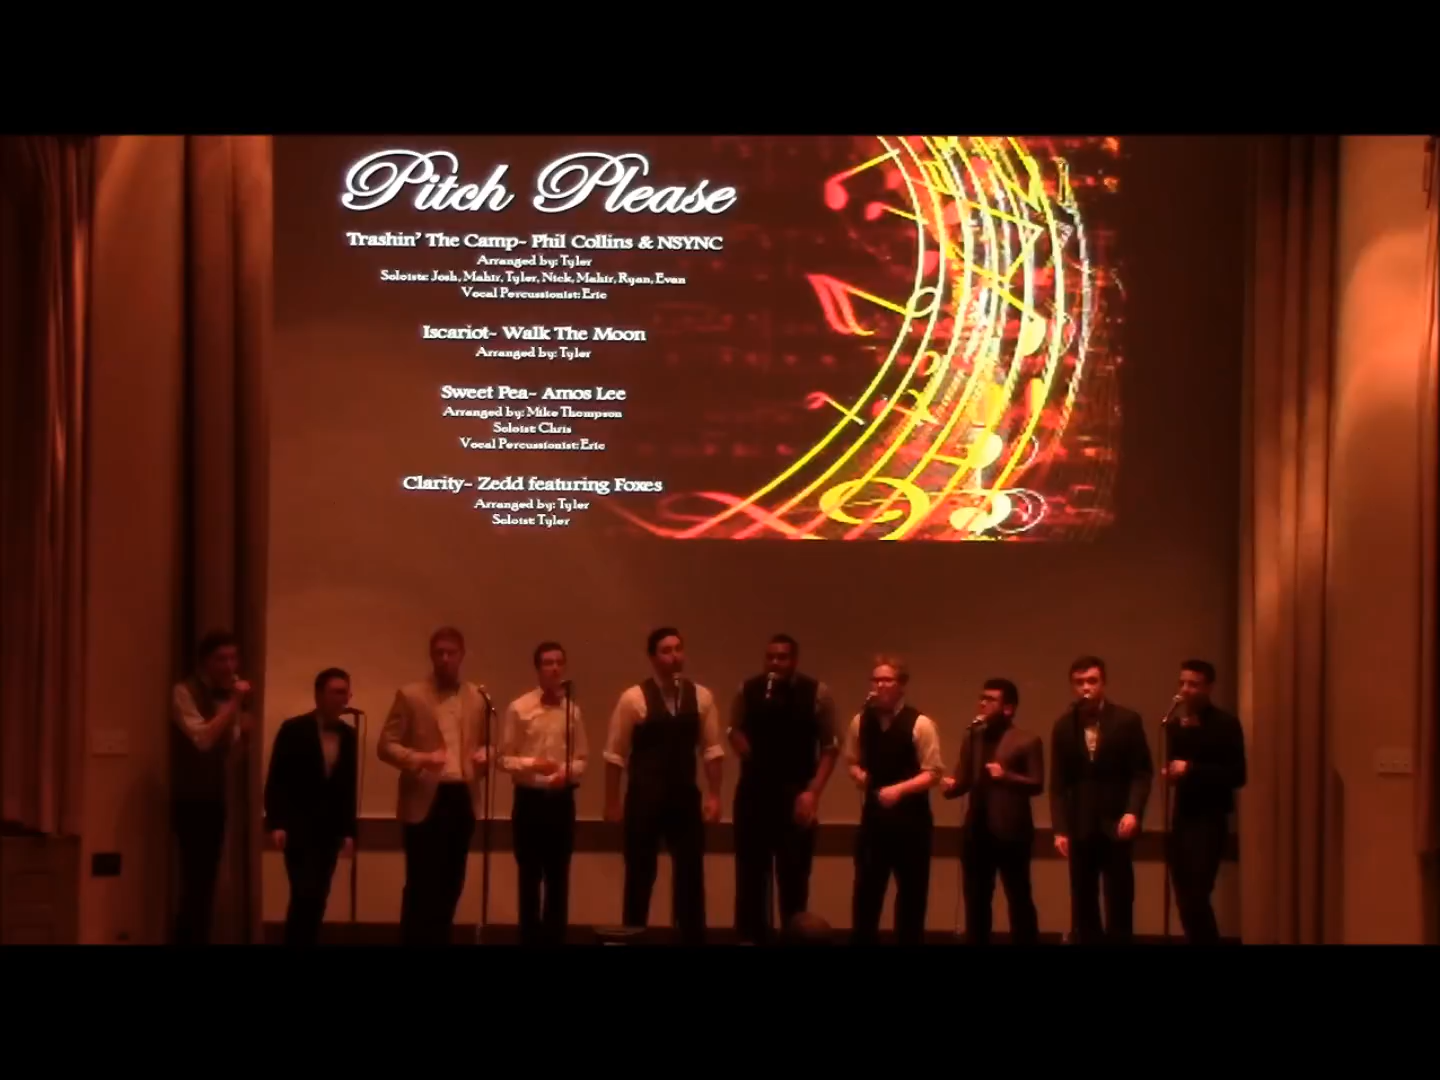 Pitch Please
Trashin' The Camp- Phil Collins & NSYNC
Arranged by: Tyler
Soloists: Josh, Mahir, Tyler, Nick, Mahir, Ryan, Evan
Vocal Percussionist: Eric
Iscariot- Walk The Moon
Arranged by: Tyler
Sweet Pea- Amos Lee
Arranged by: Mike Thompson
Soloist: Chris
Vocal Percussionist: Eric
Clarity- Zedd featuring Foxes
Arranged by: Tyler
Soloist: Tyler